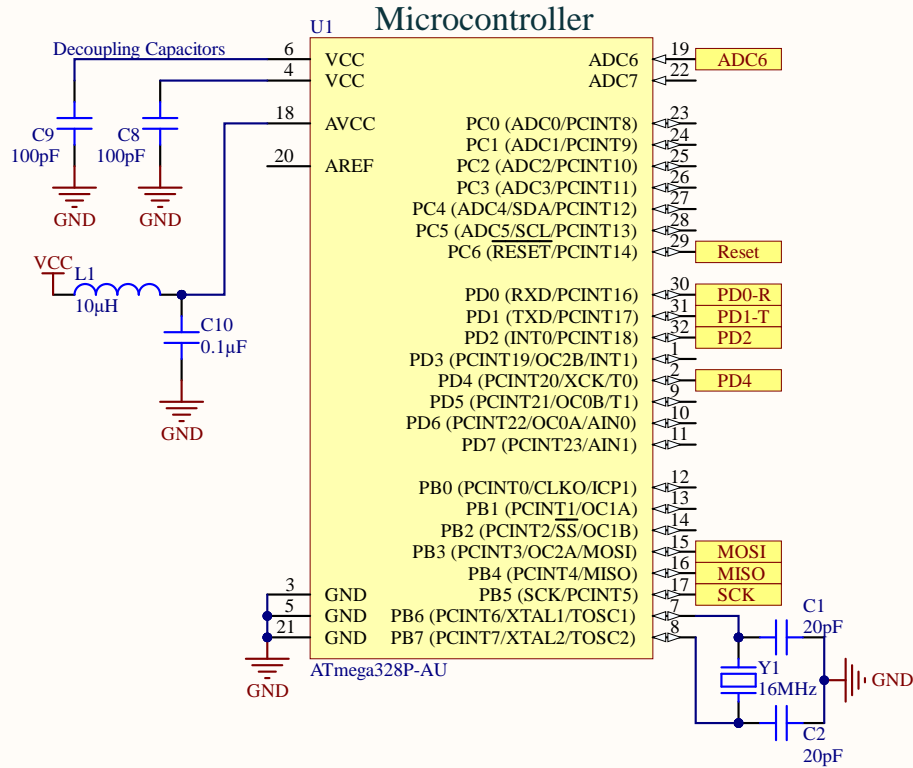 Microcontroller
U1
Decoupling Capacitors
6
VCC
4
VCC
18
AVCC
20
AREF
C9
100pF
C8
100pF
GND
GND
VCC
L1
10µH
C10
0.1µF
GND
3
GND
5
GND
21
GND
GND
ATmega328P-AU
ADC6
19
ADC6
ADC7
22
PC0 (ADC0/PCINT8)
23
PC1 (ADC1/PCINT9)
24
PC2 (ADC2/PCINT10)
25
PC3 (ADC3/PCINT11)
26
PC4 (ADC4/SDA/PCINT12)
27
PC5 (ADC5/SCL/PCINT13)
28
PC6 (RESET/PCINT14)
29
Reset
PD0 (RXD/PCINT16)
30
PD0-R
PD1 (TXD/PCINT17)
31
PD1-T
PD2 (INT0/PCINT18)
32
PD2
PD3 (PCINT19/OC2B/INT1)
1
PD4 (PCINT20/XCK/T0)
2
PD4
PD5 (PCINT21/OC0B/T1)
9
PD6 (PCINT22/OC0A/AIN0)
10
PD7 (PCINT23/AIN1)
11
PB0 (PCINT0/CLKO/ICP1)
12
PB1 (PCINT1/OC1A)
13
PB2 (PCINT2/SS/OC1B)
14
PB3 (PCINT3/OC2A/MOSI)
15
MOSI
PB4 (PCINT4/MISO)
16
MISO
PB5 (SCK/PCINT5)
17
SCK
PB6 (PCINT6/XTAL1/TOSC1)
7
PB7 (PCINT7/XTAL2/TOSC2)
8
C1
20pF
Y1
16MHz
GND
C2
20pF